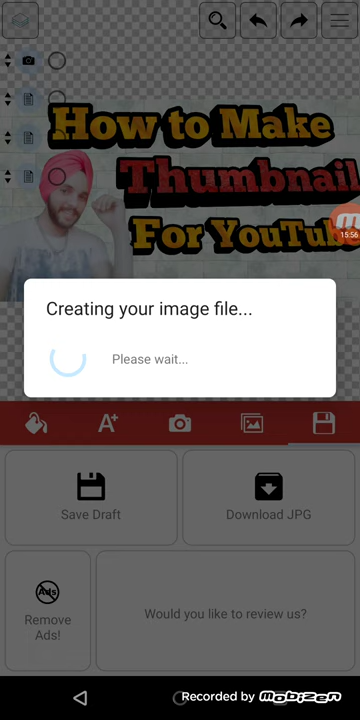 How to Make
Thumbnail
For YouTube
15:56
Creating your image file...
Please wait...
A+
Save Draft
Download JPG
Ads
Remove
Ads!
Would you like to review us?
Recorded by MOBIZEN